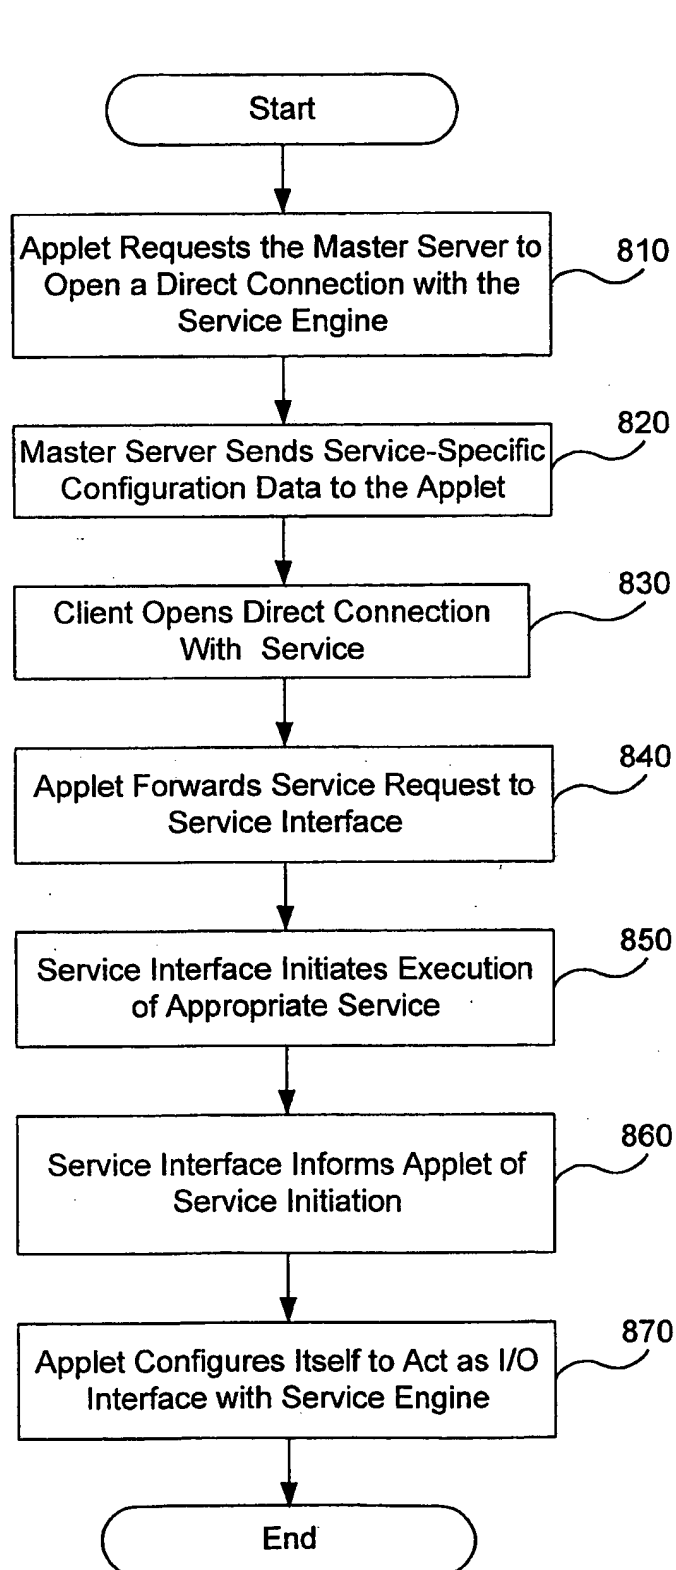 Start
Applet Requests the Master Server to
Open a Direct Connection with the
Service Engine
810
Master Server Sends Service-Specific
Configuration Data to the Applet
820
Client Opens Direct Connection
With Service
830
Applet Forwards Service Request to
Service Interface
840
Service Interface Initiates Execution
of Appropriate Service
850
Service Interface Informs Applet of
Service Initiation
860
Applet Configures Itself to Act as I/O
Interface with Service Engine
870
End